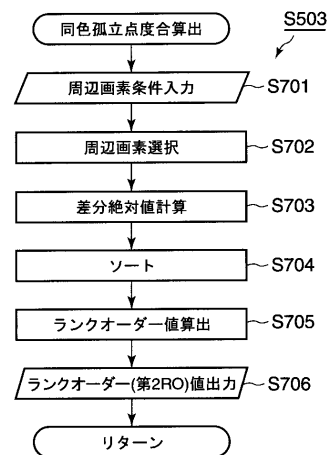 同色孤立点度合算出
S503
周辺画素条件入力 S701
周辺画素選択 S702
差分絶対値計算 S703
ソート S704
ランクオーダー値算出 S705
ランクオーダー(第2RO)値出力 S706
リターン